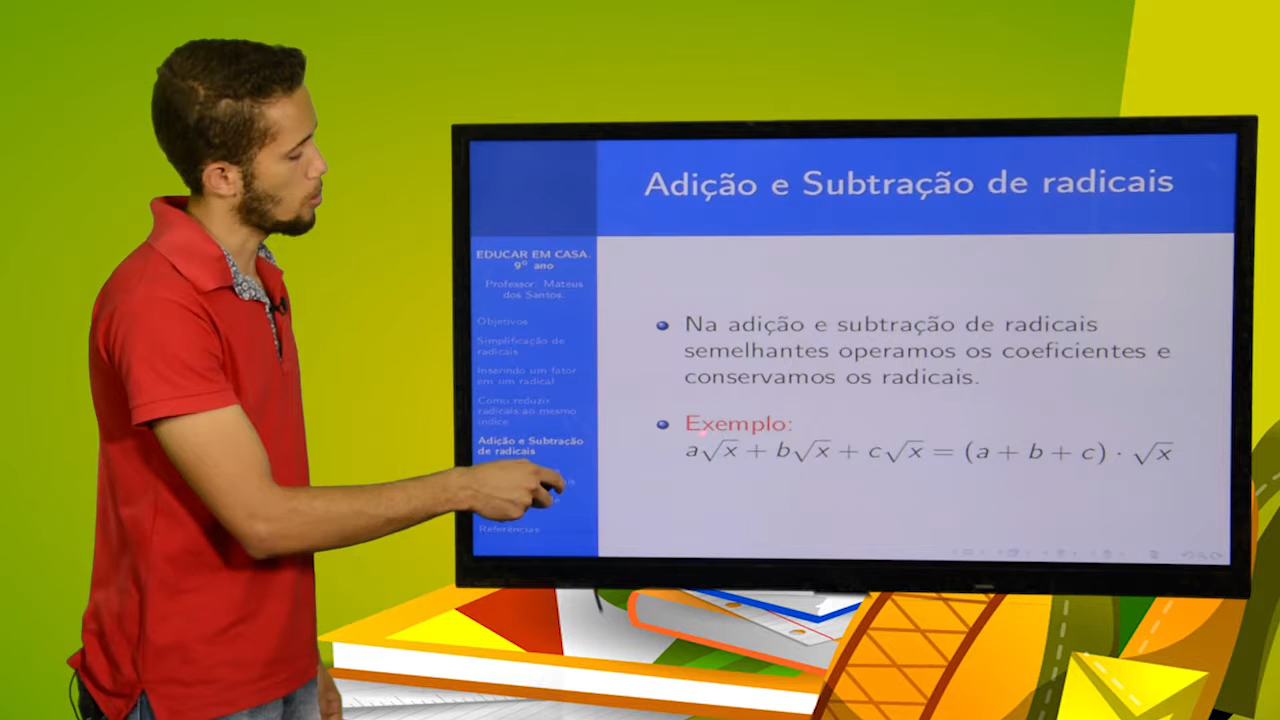 Adição e Subtração de radicais
EDUCAR EM CASA.
9º ano
Professor: Mateus
dos Santos.
Objetivos
Simplificação de
radicais
Inserindo um fator
em um radical
Como reduzir
radicais ao mesmo
índice
Adição e Subtração
de radicais
Referências
Na adição e subtração de radicais
semelhantes operamos os coeficientes e
conservamos os radicais.
Exemplo:
a√x + b√x + c√x = (a + b + c) · √x